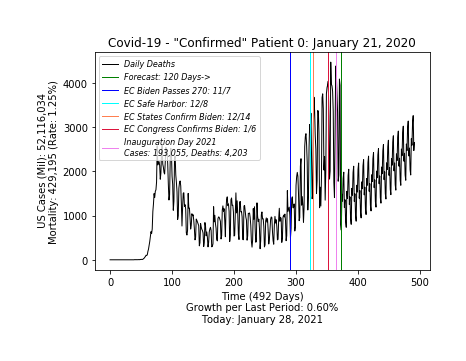 Covid-19 - "Confirmed" Patient 0: January 21, 2020
US Cases (Mil): 52.116,034
Mortality: 429,195 (Rate: 1.25%)
4000
3000
2000
1000
0
Daily Deaths
Forecast: 120 Days->
EC Biden Passes 270: 11/7
EC Safe Harbor: 12/8
EC States Confirm Biden: 12/14
EC Congress Confirms Biden: 1/6
Inauguration Day 2021
Cases: 193,055, Deaths: 4,203
0 100 200 300 400 500
Time (492 Days)
Growth per Last Period: 0.60%
Today: January 28, 2021